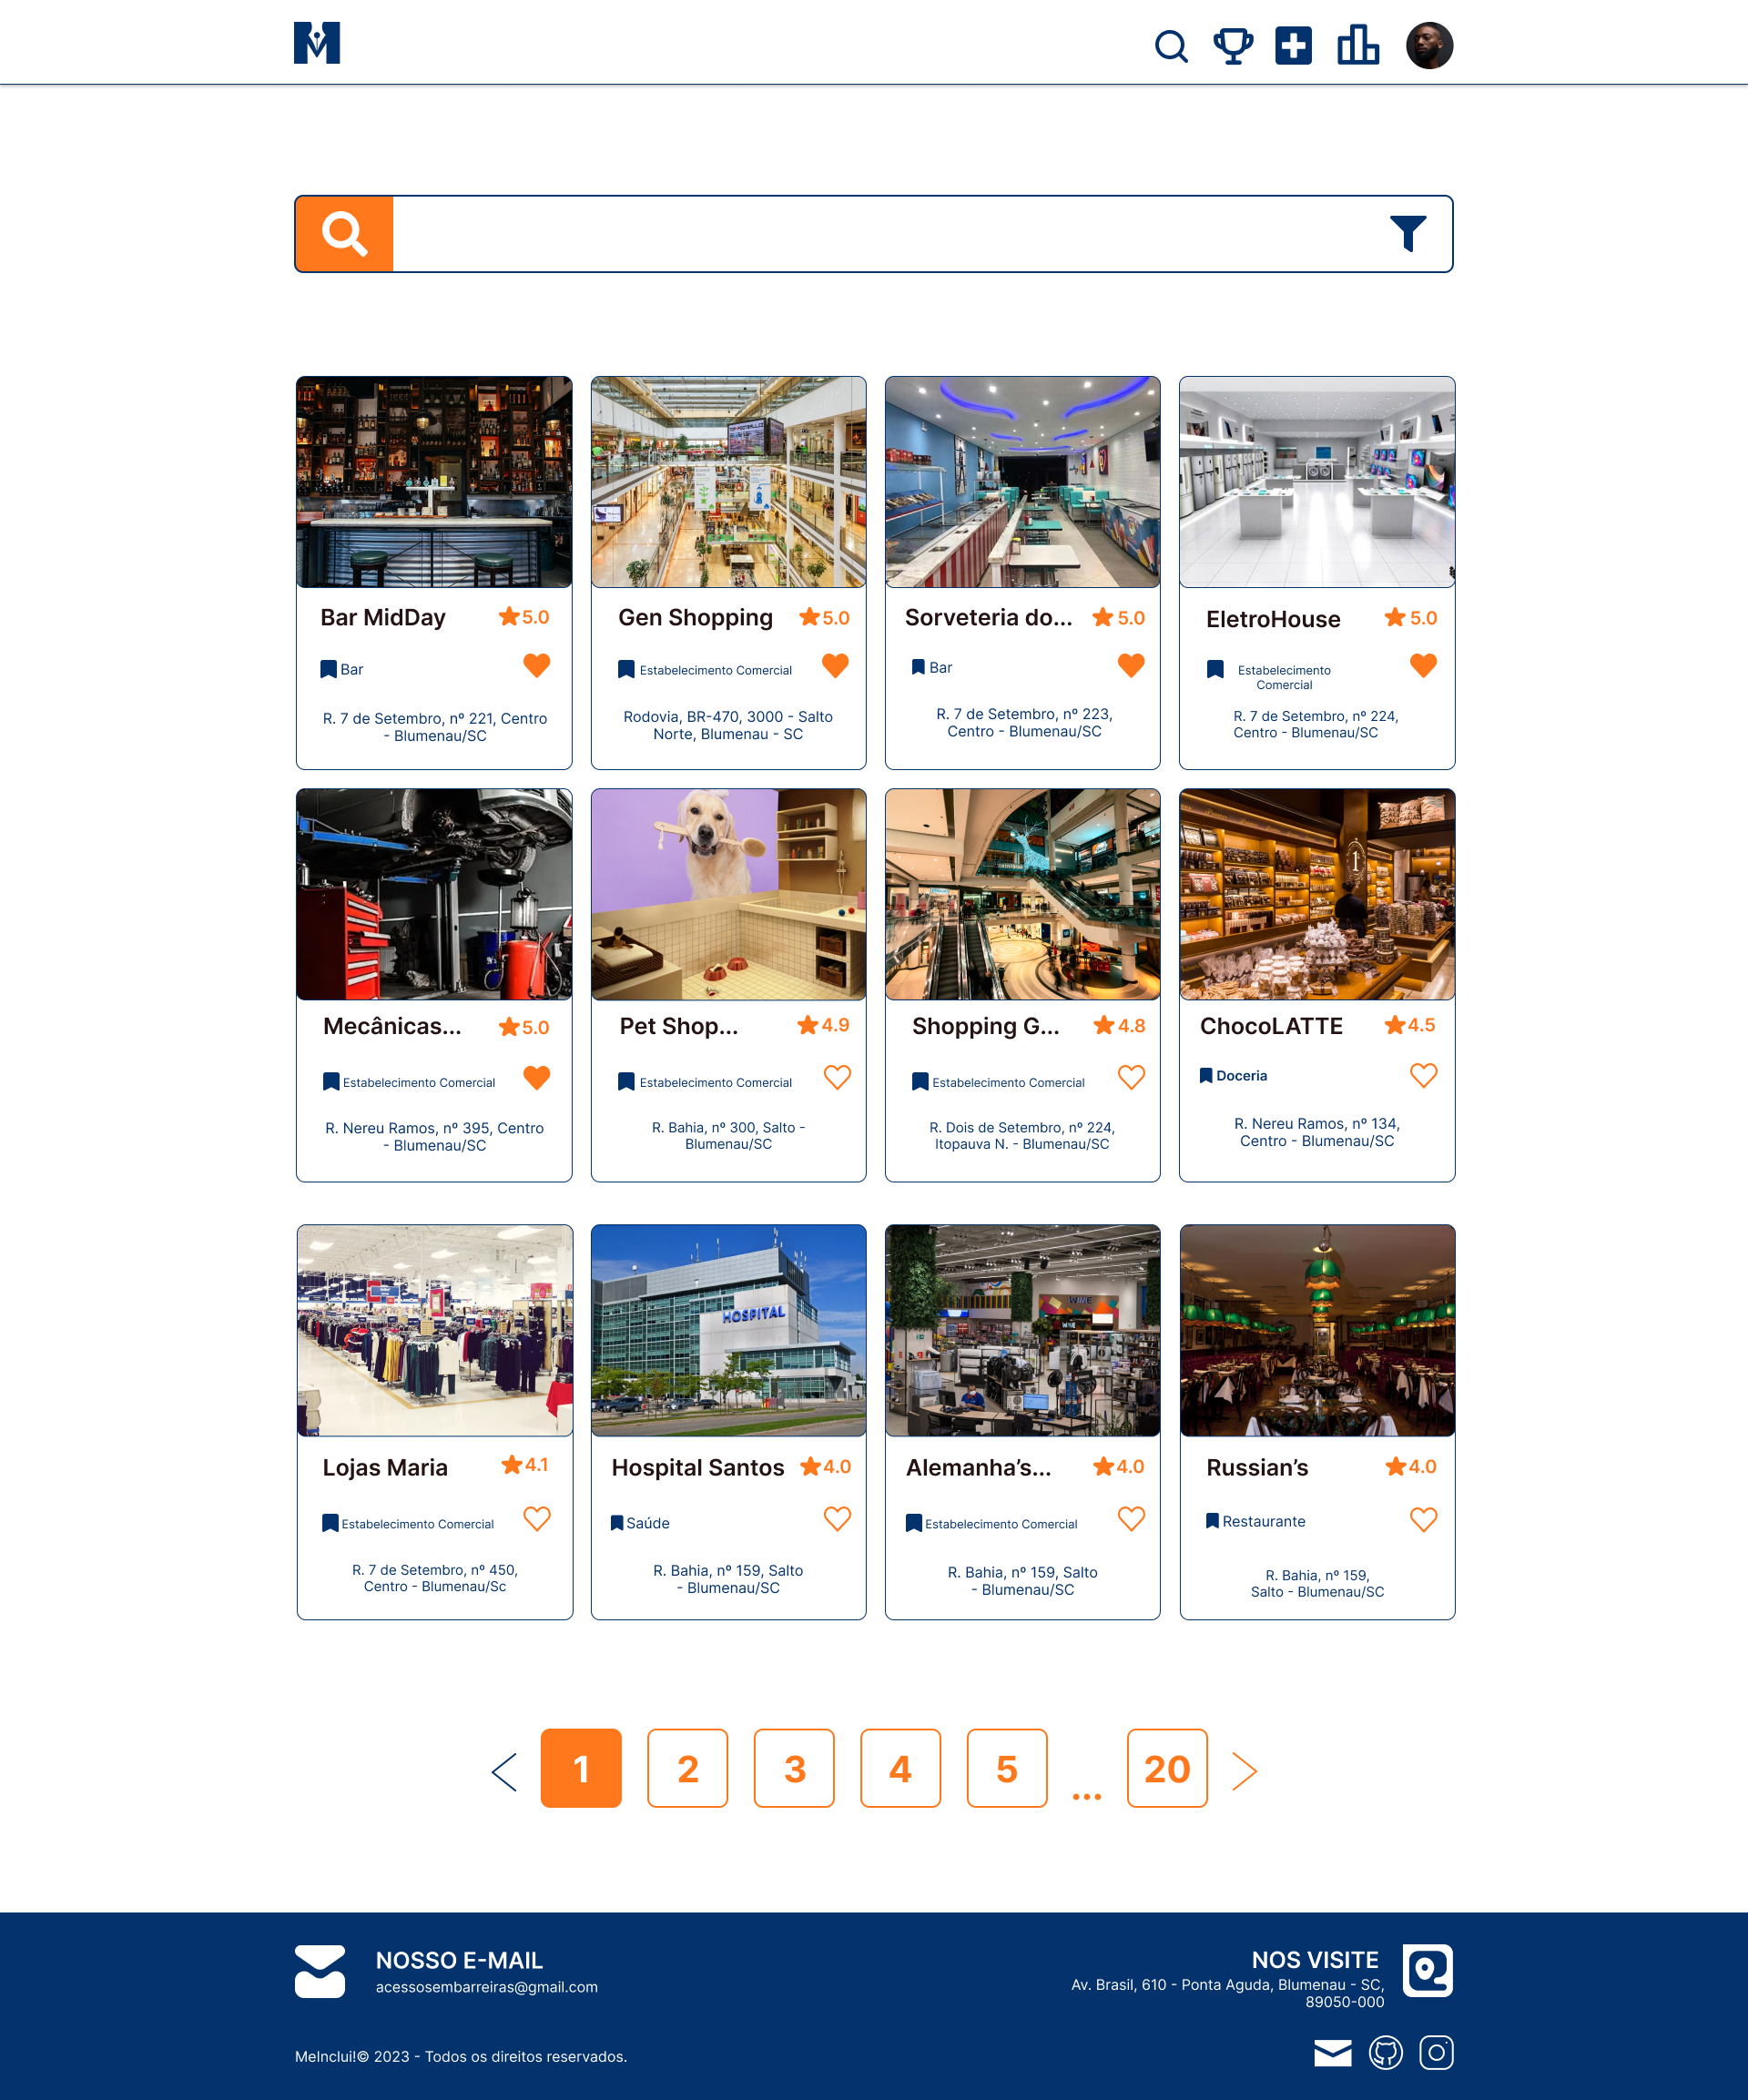 M
Bar MidDay
5.0
Bar
R. 7 de Setembro, nº 221, Centro
- Blumenau/SC
Gen Shopping
5.0
Estabelecimento Comercial
Rodovia, BR-470, 3000 - Salto
Norte, Blumenau - SC
Sorveteria do...
5.0
Bar
R. 7 de Setembro, nº 223,
Centro - Blumenau/SC
EletroHouse
5.0
Estabelecimento
Comercial
R. 7 de Setembro, nº 224,
Centro - Blumenau/SC
Mecânicas...
5.0
Estabelecimento Comercial
R. Nereu Ramos, nº 395, Centro
- Blumenau/SC
Pet Shop...
4.9
Estabelecimento Comercial
R. Bahia, nº 300, Salto -
Blumenau/SC
Shopping G...
4.8
Estabelecimento Comercial
R. Dois de Setembro, nº 224,
Itopauva N. - Blumenau/SC
ChocoLATTE
4.5
Doceria
R. Nereu Ramos, nº 134,
Centro - Blumenau/SC
Lojas Maria
4.1
Estabelecimento Comercial
R. 7 de Setembro, nº 450,
Centro - Blumenau/Sc
HOSPITAL
Hospital Santos
4.0
Saúde
R. Bahia, nº 159, Salto
- Blumenau/SC
Alemanha’s...
4.0
Estabelecimento Comercial
R. Bahia, nº 159, Salto
- Blumenau/SC
Russian’s
4.0
Restaurante
R. Bahia, nº 159,
Salto - Blumenau/SC
1 2 3 4 5 ... 20
NOSSO E-MAIL
acessosembarreiras@gmail.com
NOS VISITE
Av. Brasil, 610 - Ponta Aguda, Blumenau - SC,
89050-000
MeInclui!© 2023 - Todos os direitos reservados.